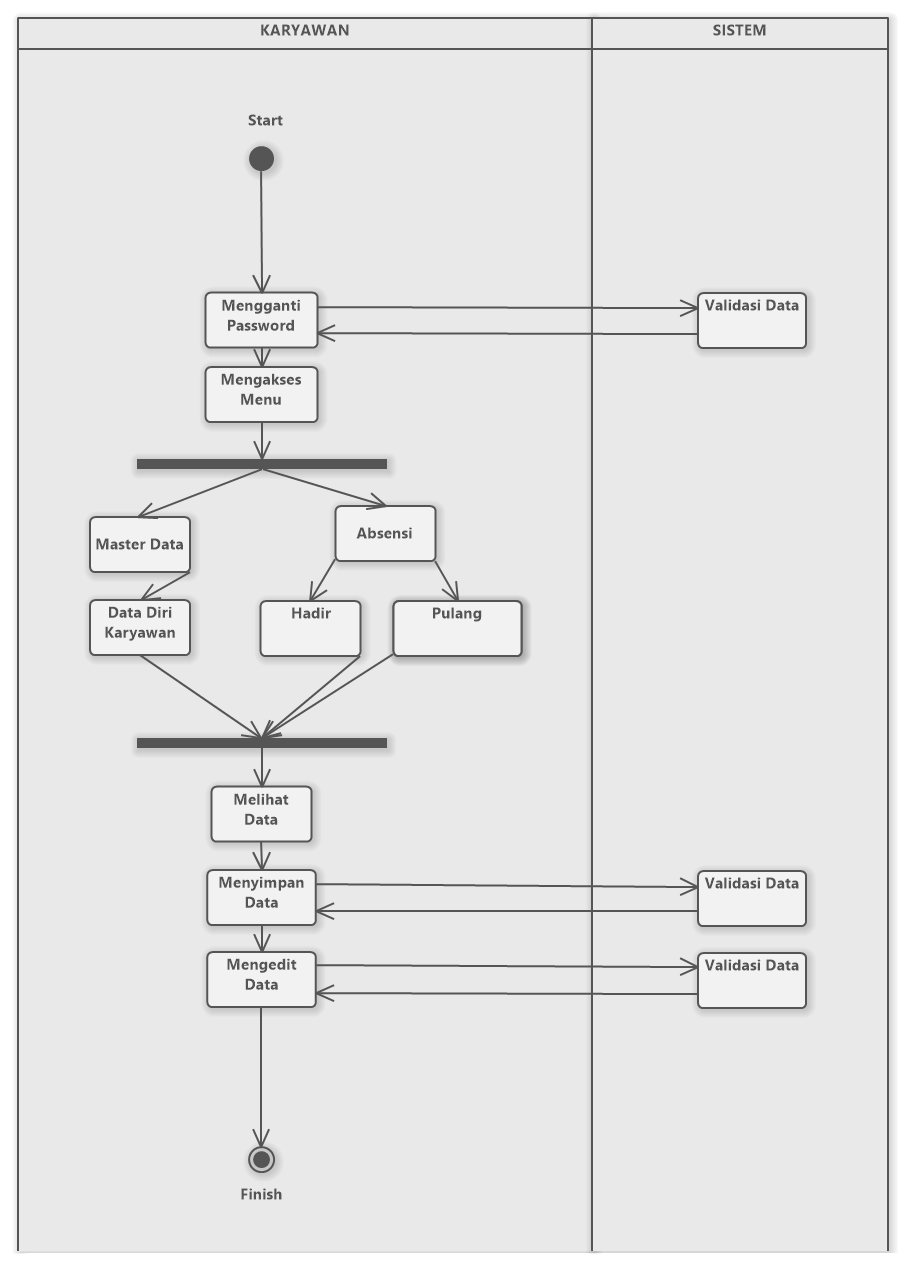 KARYAWAN
SISTEM
Start
Mengganti
Password
Validasi Data
Mengakses
Menu
Master Data
Absensi
Data Diri
Karyawan
Hadir
Pulang
Melihat
Data
Menyimpan
Data
Validasi Data
Mengedit
Data
Validasi Data
Finish